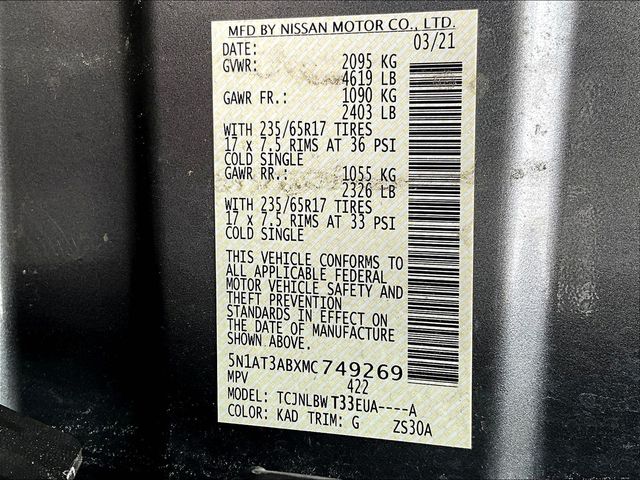 MFD BY NISSAN MOTOR CO., LTD.
DATE: 03/21
GVWR: 2095 KG
4619 LB
GAWR FR.: 1090 KG
2403 LB
WITH 235/65R17 TIRES
17 x 7.5 RIMS AT 36 PSI
COLD SINGLE
GAWR RR.: 1055 KG
2326 LB
WITH 235/65R17 TIRES
17 x 7.5 RIMS AT 33 PSI
COLD SINGLE
THIS VEHICLE CONFORMS TO
ALL APPLICABLE FEDERAL
MOTOR VEHICLE SAFETY AND
THEFT PREVENTION
STANDARDS IN EFFECT ON
THE DATE OF MANUFACTURE
SHOWN ABOVE.
5N1AT3ABXMC749269
MPV 422
MODEL: TCJNLBWT33EUA----A
COLOR: KAD TRIM: G ZS30A